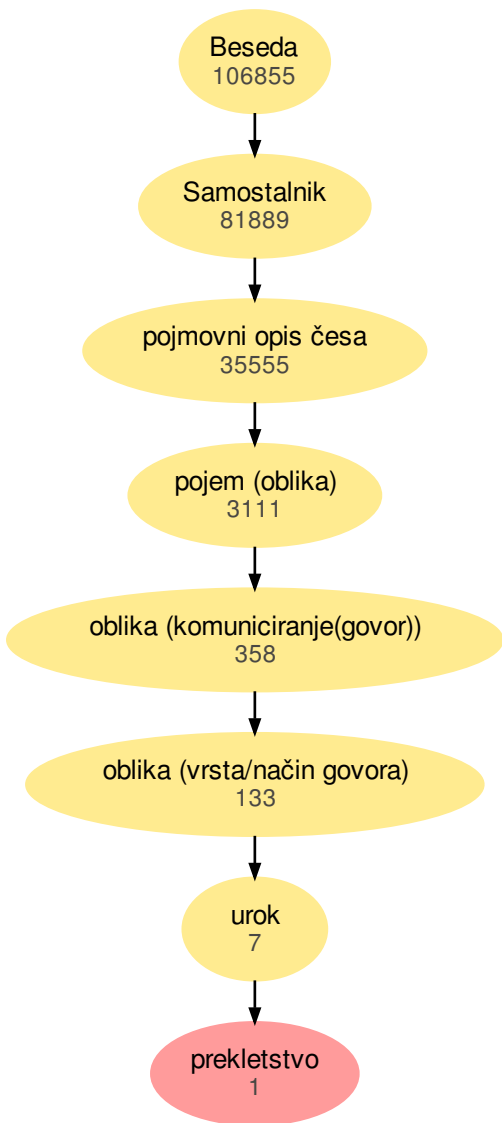 Beseda
106855
Samostalnik
81889
pojmovni opis česa
35555
pojem (oblika)
3111
oblika (komuniciranje(govor))
358
oblika (vrsta/način govora)
133
urok
7
prekletstvo
1